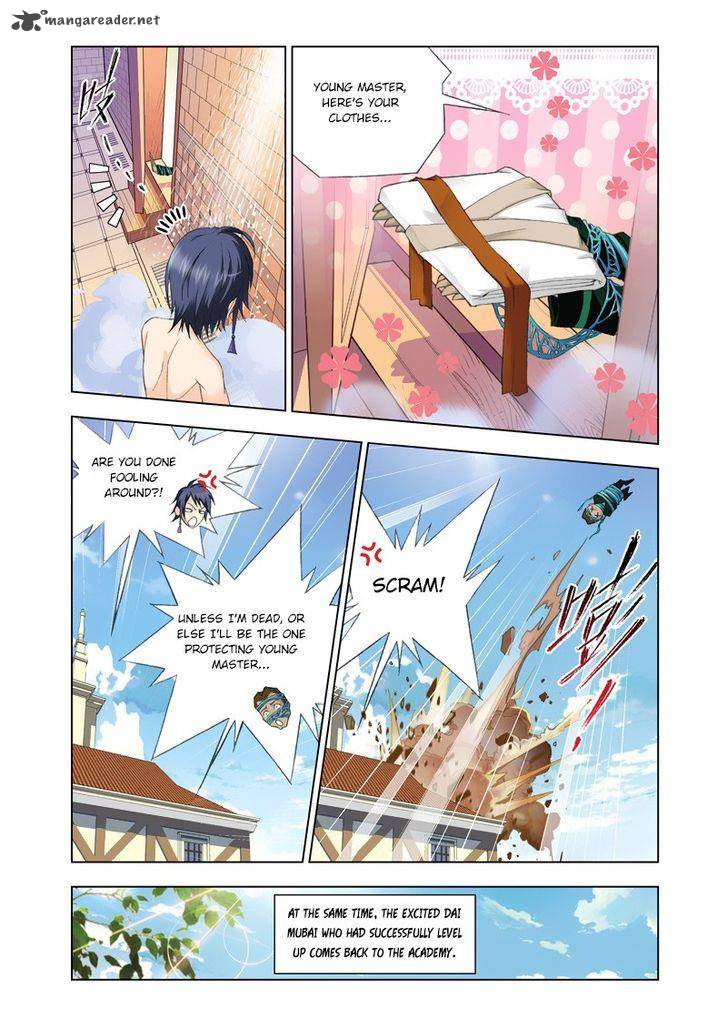 mangareader.net
吱
YOUNG MASTER,
HERE'S YOUR
CLOTHES...
ARE YOU DONE
FOOLING
AROUND?!
UNLESS I'M DEAD, OR
ELSE I'LL BE THE ONE
PROTECTING YOUNG
MASTER...
SCRAM!
AT THE SAME TIME, THE EXCITED DAI
MUBAI WHO HAD SUCCESSFULLY LEVEL
UP COMES BACK TO THE ACADEMY.